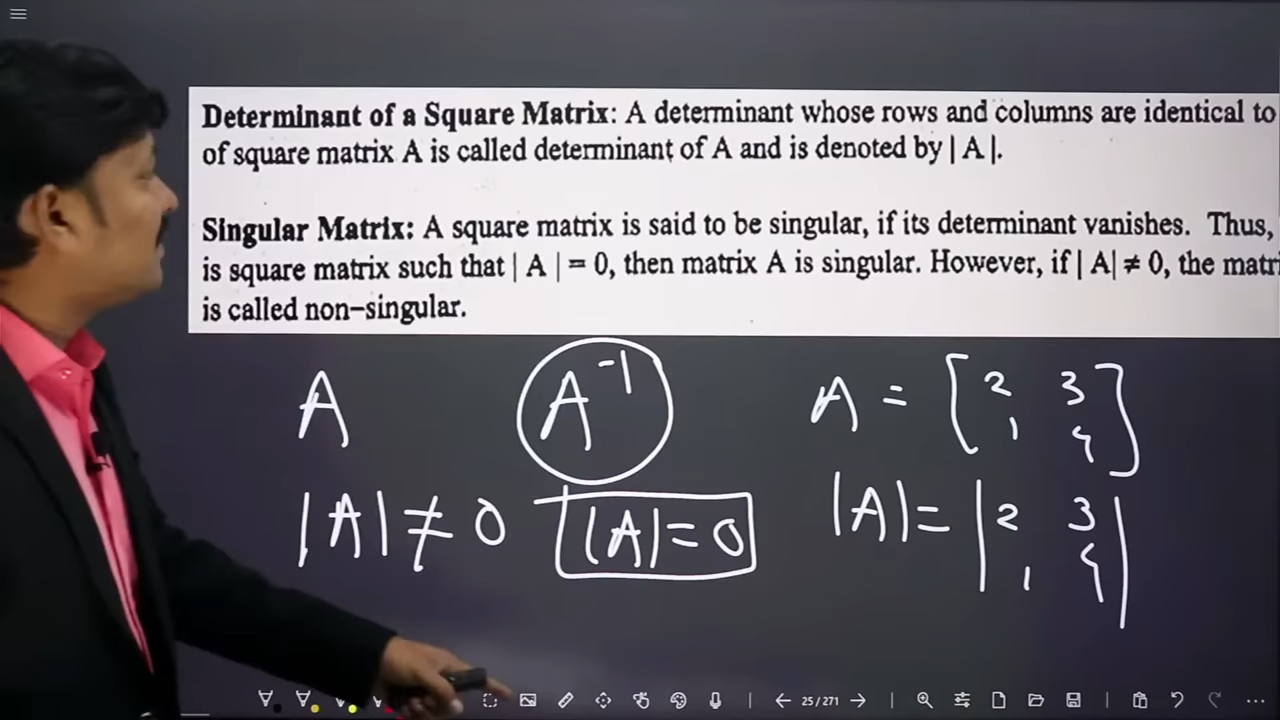 Determinant of a Square Matrix: A determinant whose rows and columns are identical to
of square matrix A is called determinant of A and is denoted by | A |.
Singular Matrix: A square matrix is said to be singular, if its determinant vanishes. Thus,
is square matrix such that | A | = 0, then matrix A is singular. However, if | A| ≠ 0, the matri
is called non-singular.
A A⁻¹ A = [2 3
1 4]
|A| ≠ 0 |A| = 0 |A| = |2 3
1 4|
25/271